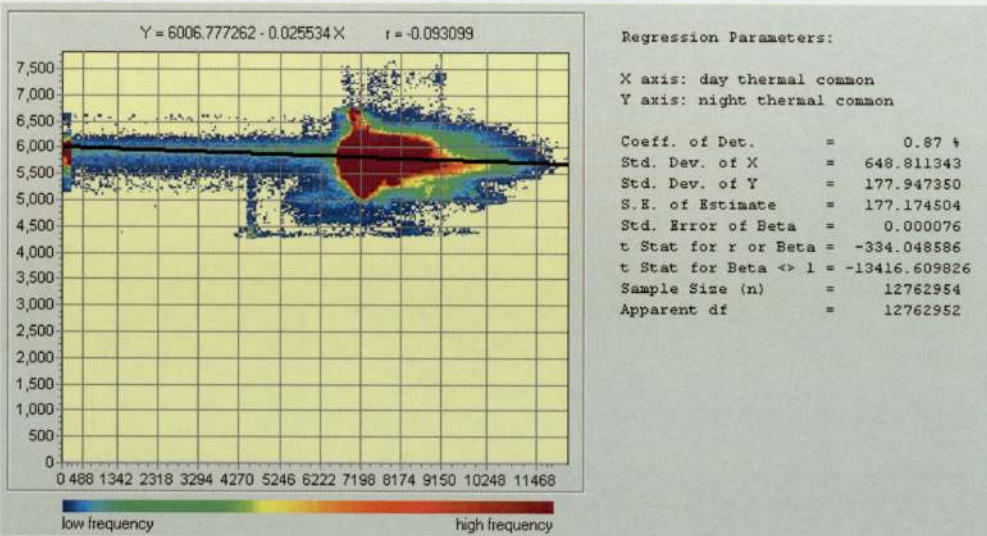 Y = 6006.777262 - 0.025534 X r = -0.093099
7,500
7,000
6,500
6,000
5,500
5,000
4,500
4,000
3,500
3,000
2,500
2,000
1,500
1,000
500
0
0 488 1342 2318 3294 4270 5246 6222 7198 8174 9150 10248 11468
low frequency high frequency
Regression Parameters:
X axis: day thermal common
Y axis: night thermal common
Coeff. of Det. = 0.87 %
Std. Dev. of X = 648.811343
Std. Dev. of Y = 177.947350
S.E. of Estimate = 177.174504
Std. Error of Beta = 0.000076
t Stat for r or Beta = -334.048586
t Stat for Beta <> 1 = -13416.609826
Sample Size (n) = 12762954
Apparent df = 12762952